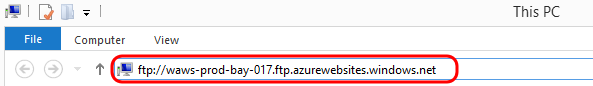 This PC
File Computer View
ftp://waws-prod-bay-017.ftp.azurewebsites.windows.net